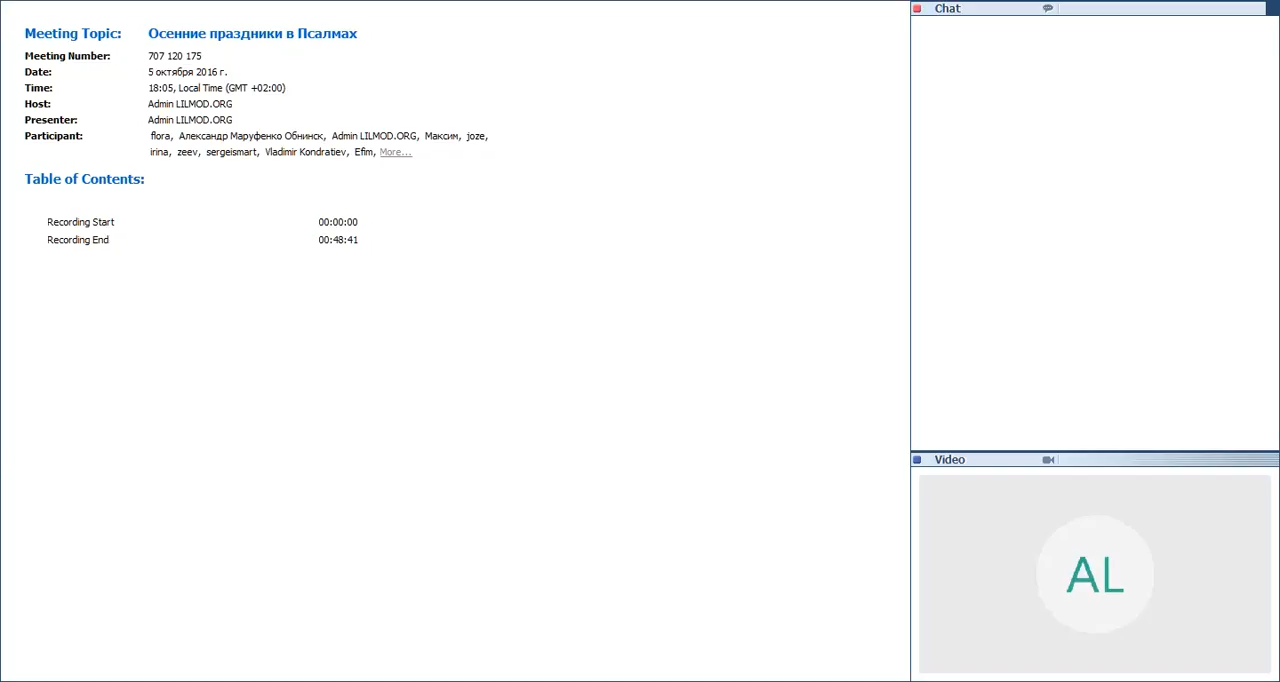 Meeting Topic: Осенние праздники в Псалмах
Meeting Number: 707 120 175
Date: 5 октября 2016 г.
Time: 18:05, Local Time (GMT +02:00)
Host: Admin LILMOD.ORG
Presenter: Admin LILMOD.ORG
Participant: flora, Александр Маруфенко Обнинск, Admin LILMOD.ORG, Максим, joze,
irina, zeev, sergeismart, Vladimir Kondratiev, Efim, More...
Table of Contents:
Recording Start 00:00:00
Recording End 00:48:41
Chat
Video
AL